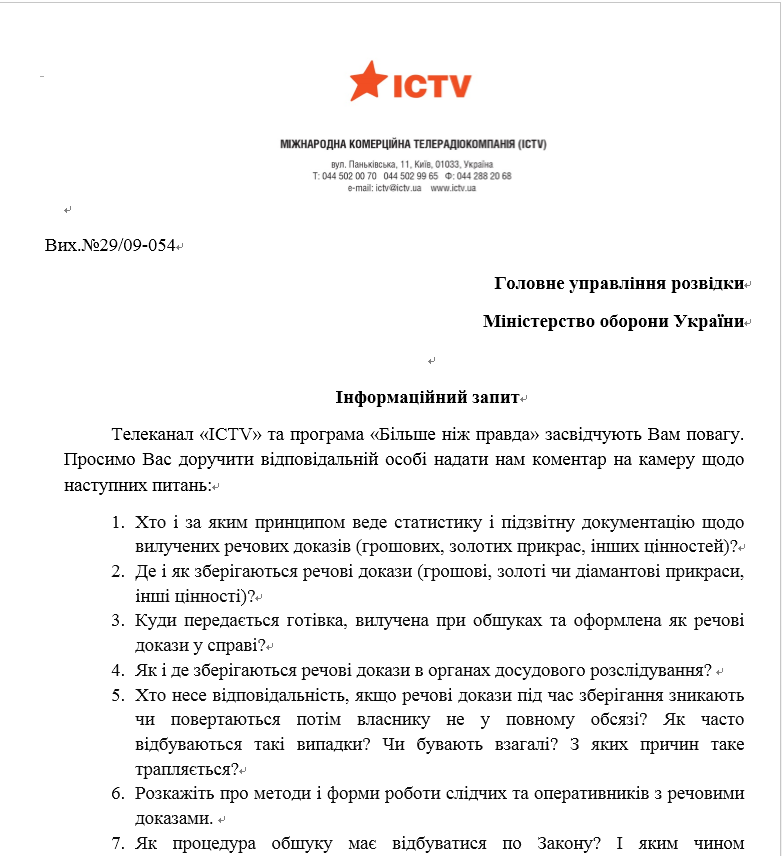 ICTV
МІЖНАРОДНА КОМЕРЦІЙНА ТЕЛЕРАДІОКОМПАНІЯ (ICTV)
вул. Паньківська, 11, Київ, 01033, Україна
Т: 044 502 00 70 044 502 99 65 Ф: 044 288 20 68
e-mail: ictv@ictv.ua www.ictv.ua
Вих.№29/09-054
Головне управління розвідки
Міністерство оборони України
Інформаційний запит
Телеканал «ICTV» та програма «Більше ніж правда» засвідчують Вам повагу.
Просимо Вас доручити відповідальній особі надати нам коментар на камеру щодо
наступних питань:
1. Хто і за яким принципом веде статистику і підзвітну документацію щодо
вилучених речових доказів (грошових, золотих прикрас, інших цінностей)?
2. Де і як зберігаються речові докази (грошові, золоті чи діамантові прикраси,
інші цінності)?
3. Куди передається готівка, вилучена при обшуках та оформлена як речові
докази у справі?
4. Як і де зберігаються речові докази в органах досудового розслідування?
5. Хто несе відповідальність, якщо речові докази під час зберігання зникають
чи повертаються потім власнику не у повному обсязі? Як часто
відбуваються такі випадки? Чи бувають взагалі? З яких причин таке
трапляється?
6. Розкажіть про методи і форми роботи слідчих та оперативників з речовими
доказами.
7. Як процедура обшуку має відбуватися по Закону? І яким чином